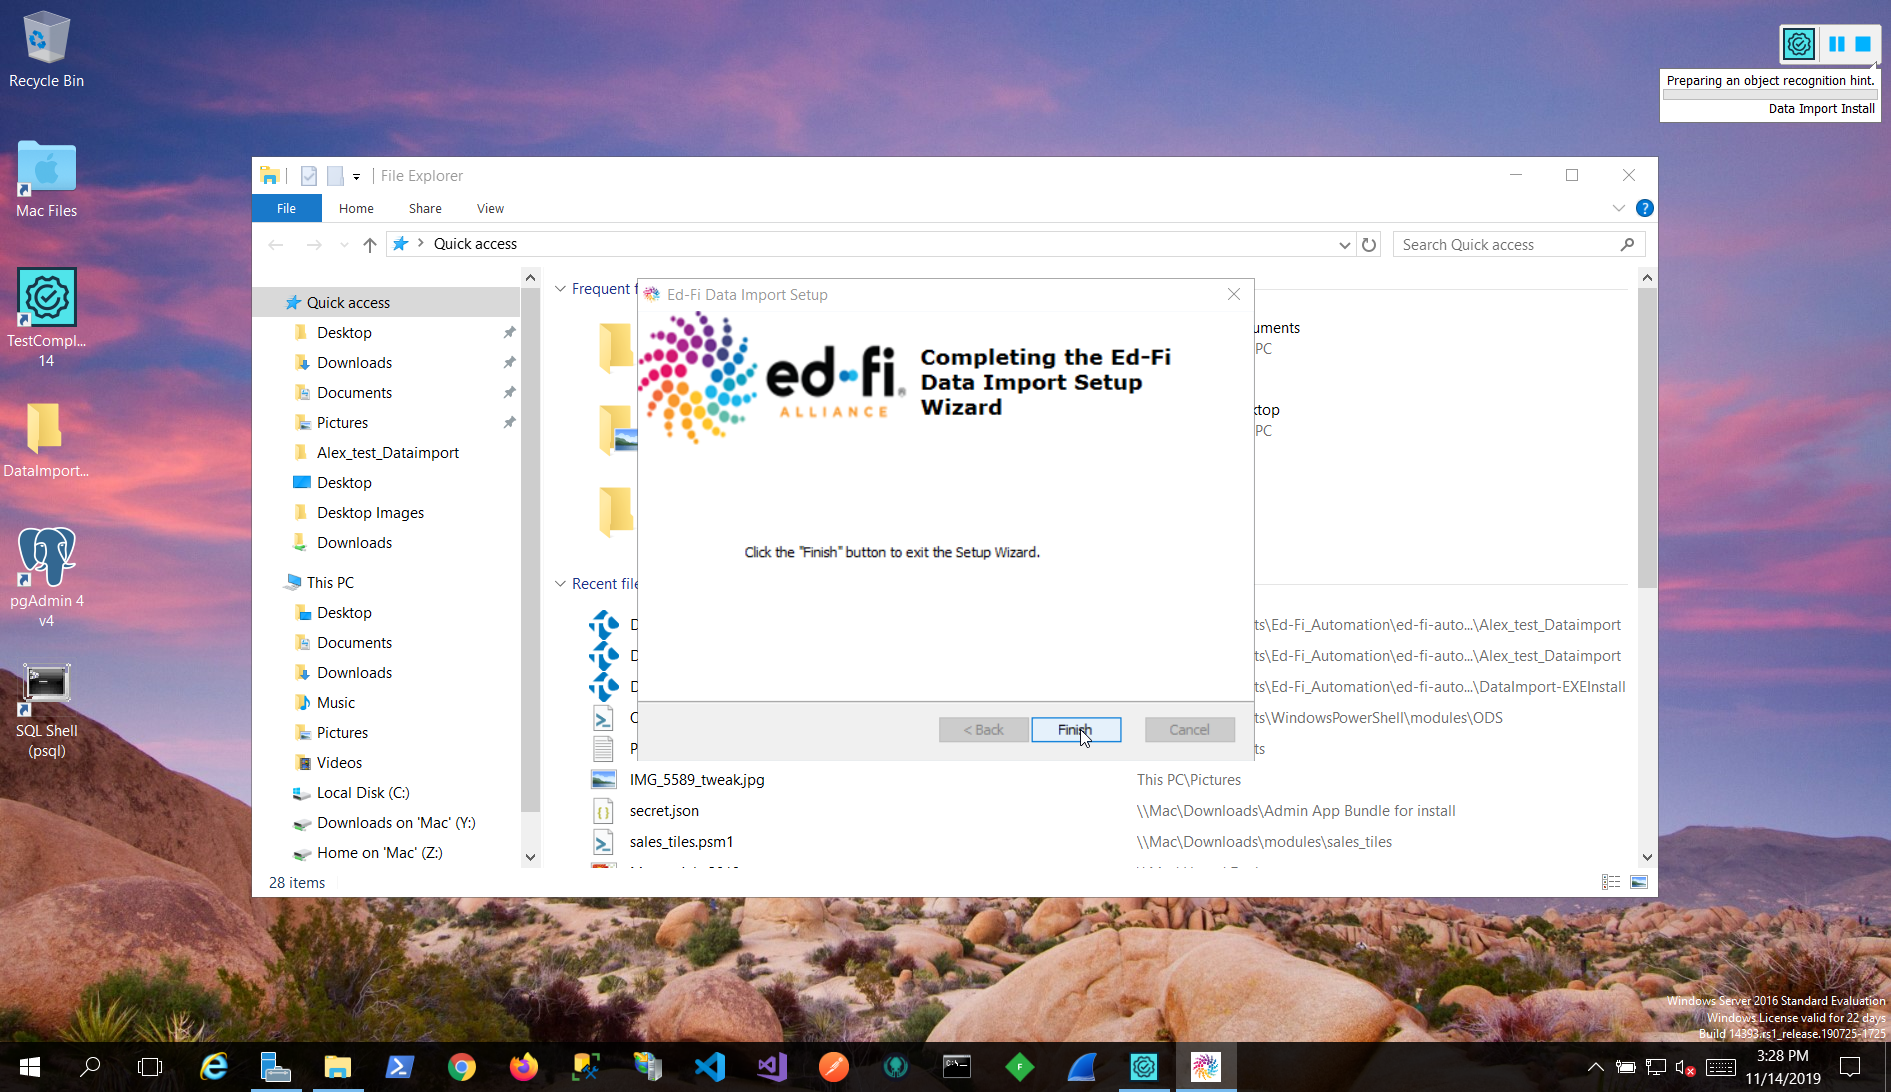 Recycle Bin
Mac Files
TestCompl...
14
DataImport...
pgAdmin 4
v4
SQL Shell
(psql)
Preparing an object recognition hint.
Data Import Install
File Explorer
File
Home
Share
View
Quick access
Search Quick access
Quick access
Desktop
Downloads
Documents
Pictures
Alex_test_Dataimport
Desktop
Desktop Images
Downloads
This PC
Desktop
Documents
Downloads
Music
Pictures
Videos
Local Disk (C:)
Downloads on 'Mac' (Y:)
Home on 'Mac' (Z:)
28 items
Frequent f
uments
PC
ktop
PC
Ed-Fi Data Import Setup
ed-fi®
ALLIANCE
Completing the Ed-Fi
Data Import Setup
Wizard
Click the "Finish" button to exit the Setup Wizard.
< Back
Finish
Cancel
Recent file
D
ts\Ed-Fi_Automation\ed-fi-auto...\Alex_test_Dataimport
D
ts\Ed-Fi_Automation\ed-fi-auto...\Alex_test_Dataimport
D
ts\Ed-Fi_Automation\ed-fi-auto...\DataImport-EXEInstall
ts\WindowsPowerShell\modules\ODS
P
ts
IMG_5589_tweak.jpg
This PC\Pictures
secret.json
\\Mac\Downloads\Admin App Bundle for install
sales_tiles.psm1
\\Mac\Downloads\modules\sales_tiles
Windows Server 2016 Standard Evaluation
Windows License valid for 22 days
Build 14393.rs1_release.190725-1725
3:28 PM
11/14/2019